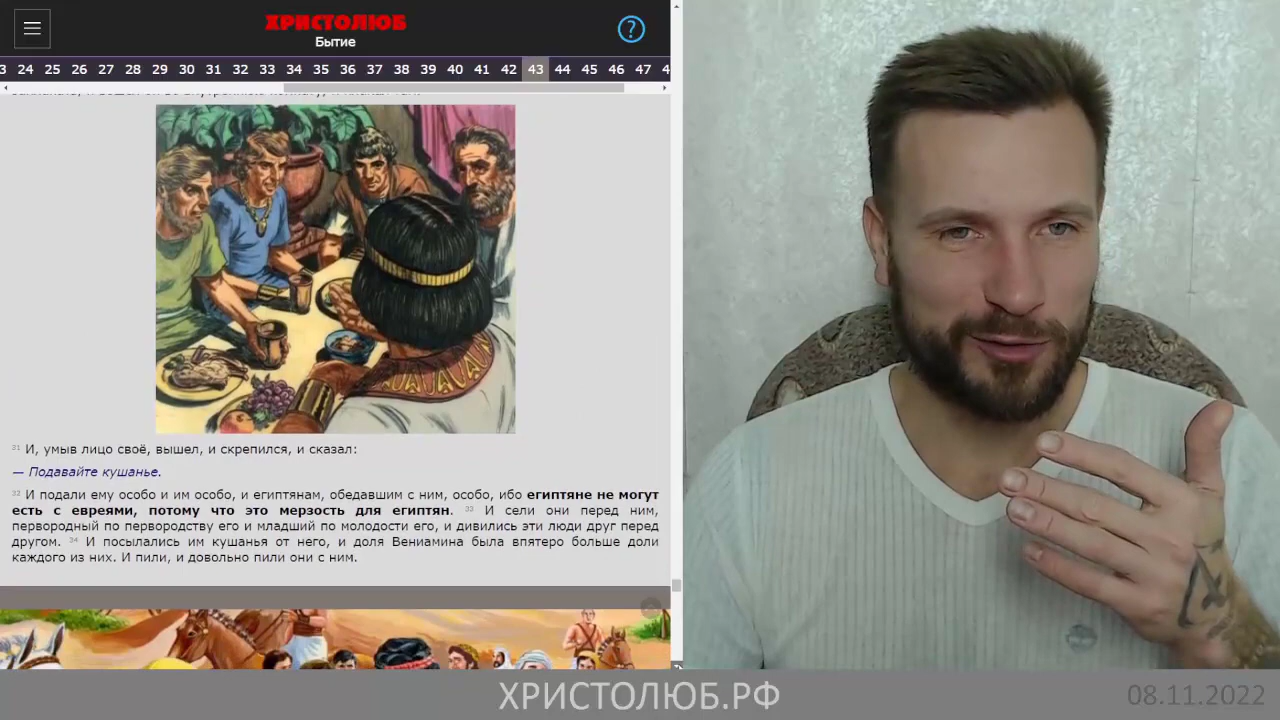 ХРИСТОЛЮБ
Бытие
?
3 24 25 26 27 28 29 30 31 32 33 34 35 36 37 38 39 40 41 42 43 44 45 46 47 4
31 И, умыв лицо своё, вышел, и скрепился, и сказал:
— Подавайте кушанье.
32 И подали ему особо и им особо, и египтянам, обедавшим с ним, особо, ибо египтяне не могут
есть с евреями, потому что это мерзость для египтян. 33 И сели они перед ним,
первородный по первородству его и младший по молодости его, и дивились эти люди друг перед
другом. 34 И посылались им кушанья от него, и доля Вениамина была впятеро больше доли
каждого из них. И пили, и довольно пили они с ним.
ХРИСТОЛЮБ.РФ
08.11.2022